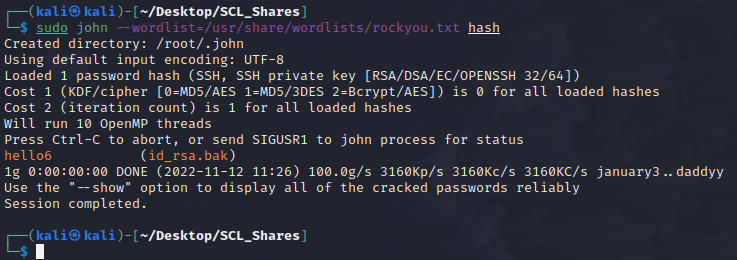 ┌──(kali㉿kali)-[~/Desktop/SCL_Shares]
└─$ sudo john --wordlist=/usr/share/wordlists/rockyou.txt hash
Created directory: /root/.john
Using default input encoding: UTF-8
Loaded 1 password hash (SSH, SSH private key [RSA/DSA/EC/OPENSSH 32/64])
Cost 1 (KDF/cipher [0=MD5/AES 1=MD5/3DES 2=Bcrypt/AES]) is 0 for all loaded hashes
Cost 2 (iteration count) is 1 for all loaded hashes
Will run 10 OpenMP threads
Press Ctrl-C to abort, or send SIGUSR1 to john process for status
hello6           (id_rsa.bak)
1g 0:00:00:00 DONE (2022-11-12 11:26) 100.0g/s 3160Kp/s 3160Kc/s 3160KC/s january3..daddyy
Use the "--show" option to display all of the cracked passwords reliably
Session completed.
┌──(kali㉿kali)-[~/Desktop/SCL_Shares]
└─$